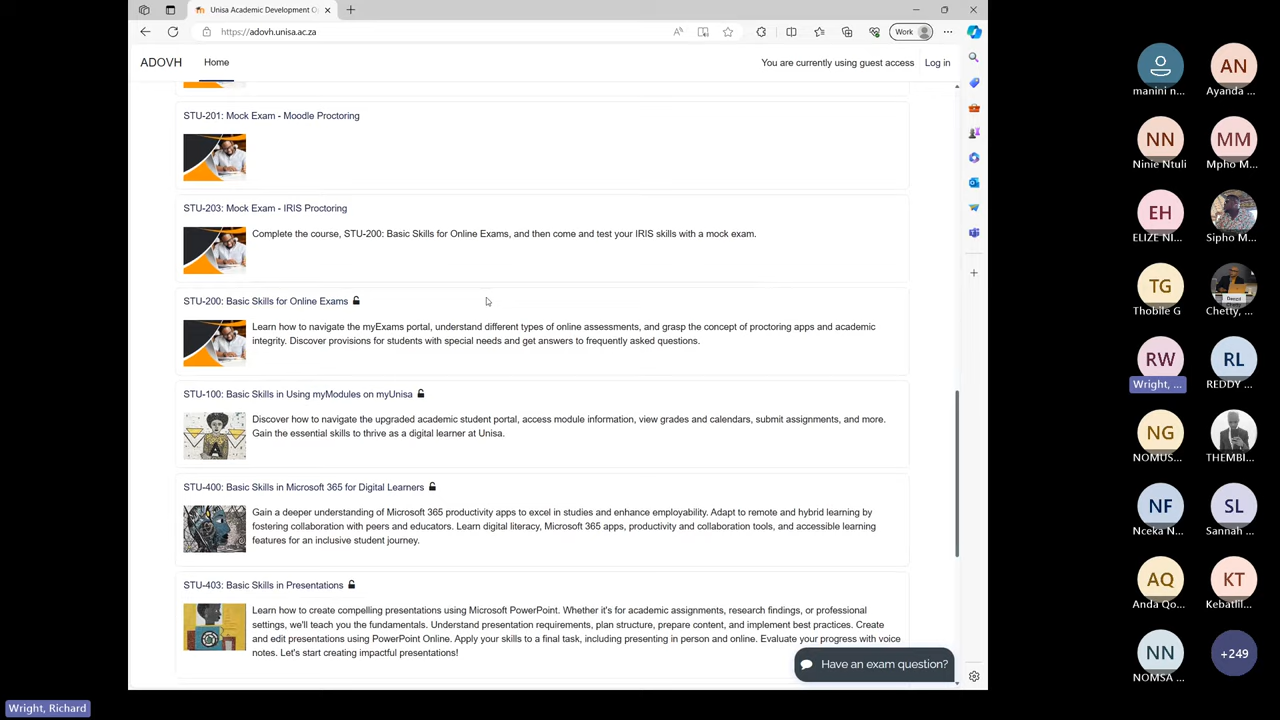 Unisa Academic Development O
https://adovh.unisa.ac.za
Work
ADOVH
Home
You are currently using guest access
Log in
STU-201: Mock Exam - Moodle Proctoring
STU-203: Mock Exam - IRIS Proctoring
Complete the course, STU-200: Basic Skills for Online Exams, and then come and test your IRIS skills with a mock exam.
STU-200: Basic Skills for Online Exams
Learn how to navigate the myExams portal, understand different types of online assessments, and grasp the concept of proctoring apps and academic
integrity. Discover provisions for students with special needs and get answers to frequently asked questions.
STU-100: Basic Skills in Using myModules on myUnisa
Discover how to navigate the upgraded academic student portal, access module information, view grades and calendars, submit assignments, and more.
Gain the essential skills to thrive as a digital learner at Unisa.
STU-400: Basic Skills in Microsoft 365 for Digital Learners
Gain a deeper understanding of Microsoft 365 productivity apps to excel in studies and enhance employability. Adapt to remote and hybrid learning by
fostering collaboration with peers and educators. Learn digital literacy, Microsoft 365 apps, productivity and collaboration tools, and accessible learning
features for an inclusive student journey.
STU-403: Basic Skills in Presentations
Learn how to create compelling presentations using Microsoft PowerPoint. Whether it's for academic assignments, research findings, or professional
settings, we'll teach you the fundamentals. Understand presentation requirements, plan structure, prepare content, and implement best practices. Create
and edit presentations using PowerPoint Online. Apply your skills to a final task, including presenting in person and online. Evaluate your progress with voice
notes. Let's start creating impactful presentations!
Have an exam question?
AN
manini n...
Ayanda ...
NN
MM
Ninie Ntuli
Mpho M...
EH
ELIZE NI...
Sipho M...
TG
Thobile G
Chetty, ...
RW
RL
Wright, ...
REDDY ...
NG
NOMUS...
THEMBI...
NF
SL
Nceka N...
Sannah ...
AQ
KT
Anda Qo...
Kebatlil...
NN
+249
NOMSA ...
Wright, Richard